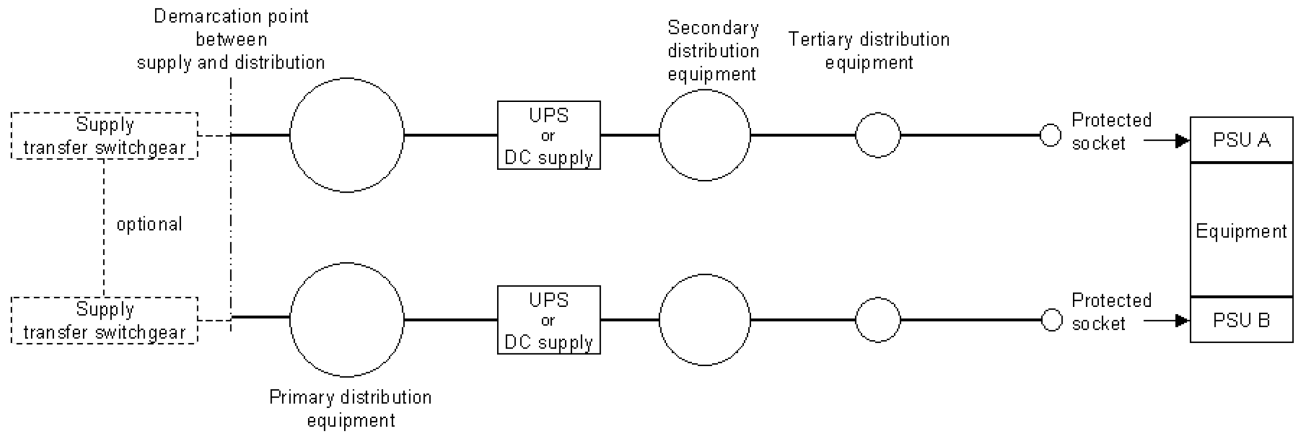 Demarcation point
between
supply and distribution
Secondary
distribution
equipment
Tertiary distribution
equipment
Supply
transfer switchgear
UPS
or
DC supply
Protected
socket
PSU A
optional
Equipment
Supply
transfer switchgear
UPS
or
DC supply
Protected
socket
PSU B
Primary distribution
equipment